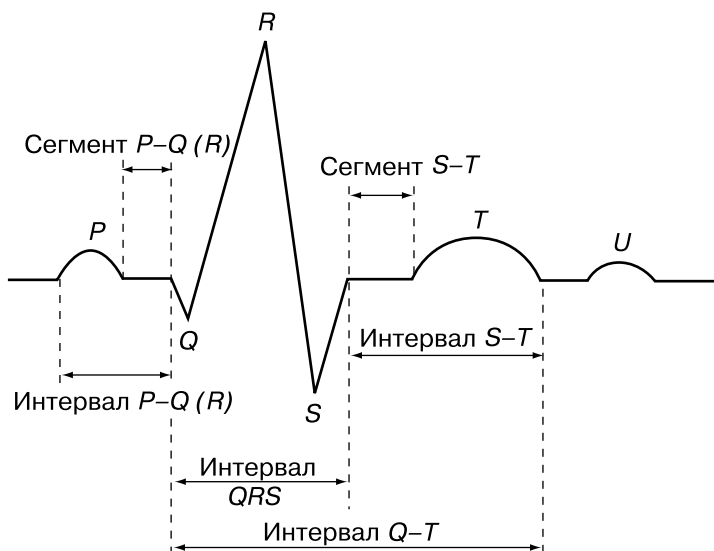 R
Сегмент P–Q (R)
Сегмент S–T
P
T
U
Q
Интервал S–T
Интервал P–Q (R)
S
Интервал
QRS
Интервал Q–T